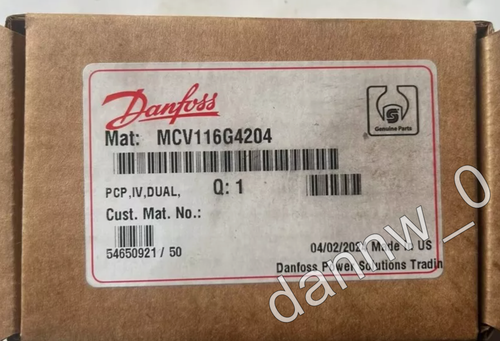 Danfoss
Genuine Parts
Mat: MCV116G4204
PCP,IV,DUAL, Q: 1
Cust. Mat. No.:
54650921 / 50
Made in US
Danfoss Power Solutions Tradin
dannw_0